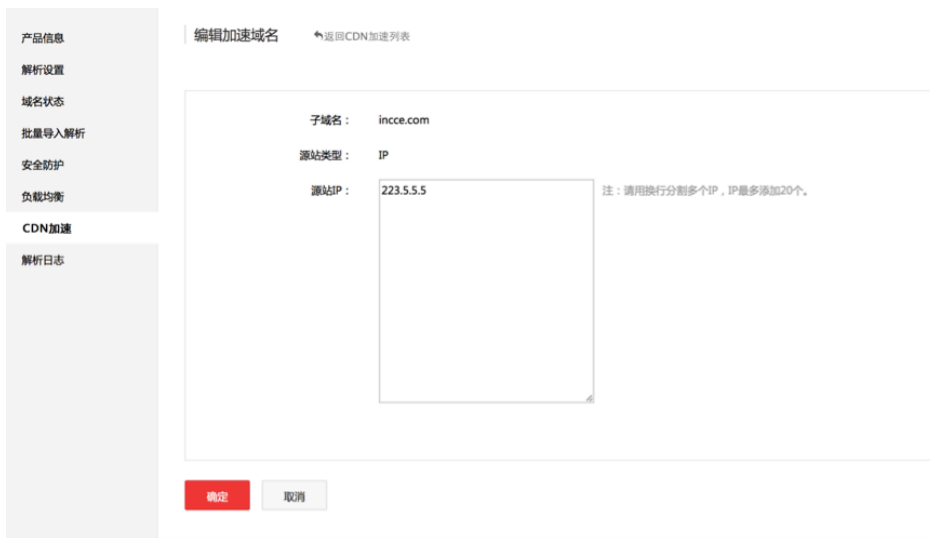 产品信息
解析设置
域名状态
批量导入解析
安全防护
负载均衡
CDN加速
解析日志
编辑加速域名 返回CDN加速列表
子域名： incce.com
源站类型： IP
源站IP： 223.5.5.5 注：请用换行分割多个IP，IP最多添加20个。
确定 取消